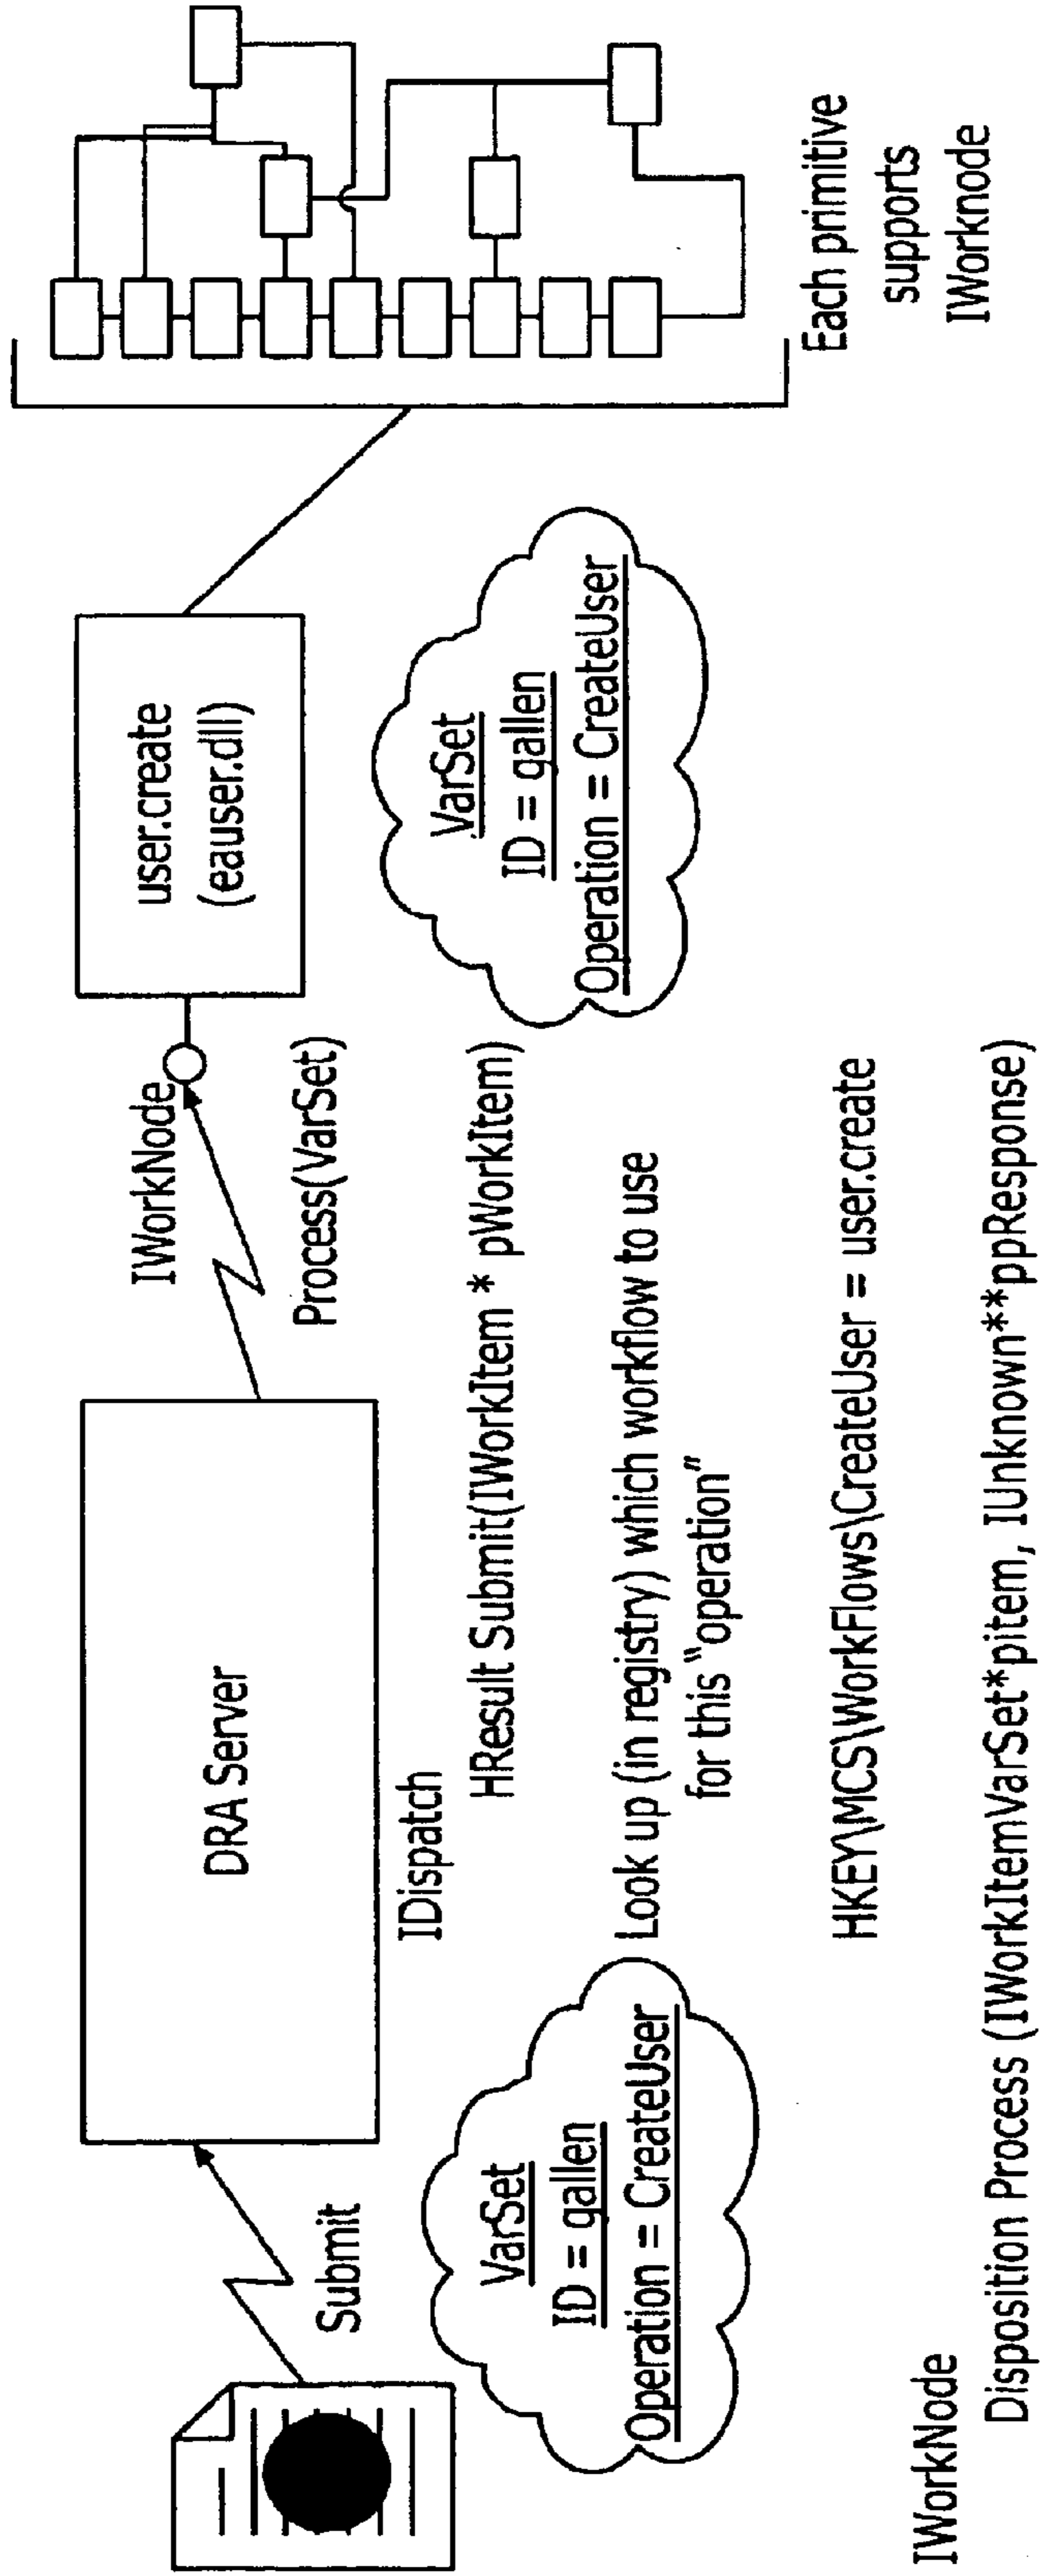 Submit
VarSet
ID = gallen
Operation = CreateUser
DRA Server
IDispatch
HResult Submit(IWorkItem * pWorkItem)
Look up (in registry) which workflow to use
for this "operation"
HKEY\MCS\WorkFlows\CreateUser = user.create
IWorkNode
Disposition Process (IWorkItemVarSet*pitem, IUnknown**ppResponse)
IWorkNode
Process(VarSet)
user.create
(eauser.dll)
VarSet
ID = gallen
Operation = CreateUser
Each primitive
supports
IWorknode